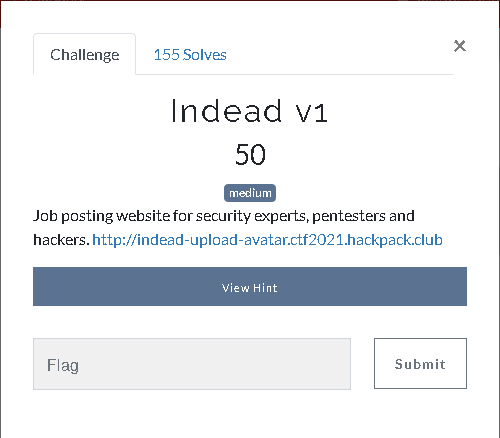 Challenge
155 Solves
×
Indead v1
50
medium
Job posting website for security experts, pentesters and
hackers. http://indead-upload-avatar.ctf2021.hackpack.club
View Hint
Flag
Submit